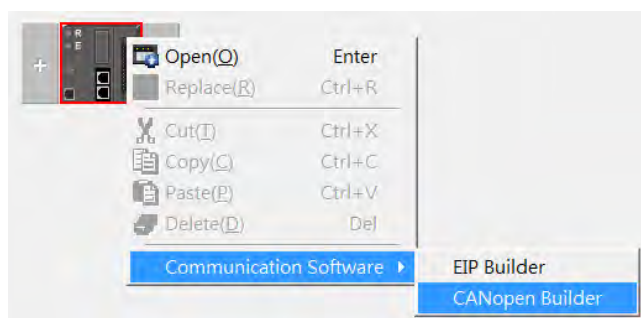 R
E
Open(O) Enter
Replace(R) Ctrl+R
Cut(T) Ctrl+X
Copy(C) Ctrl+C
Paste(P) Ctrl+V
Delete(D) Del
Communication Software EIP Builder
CANopen Builder